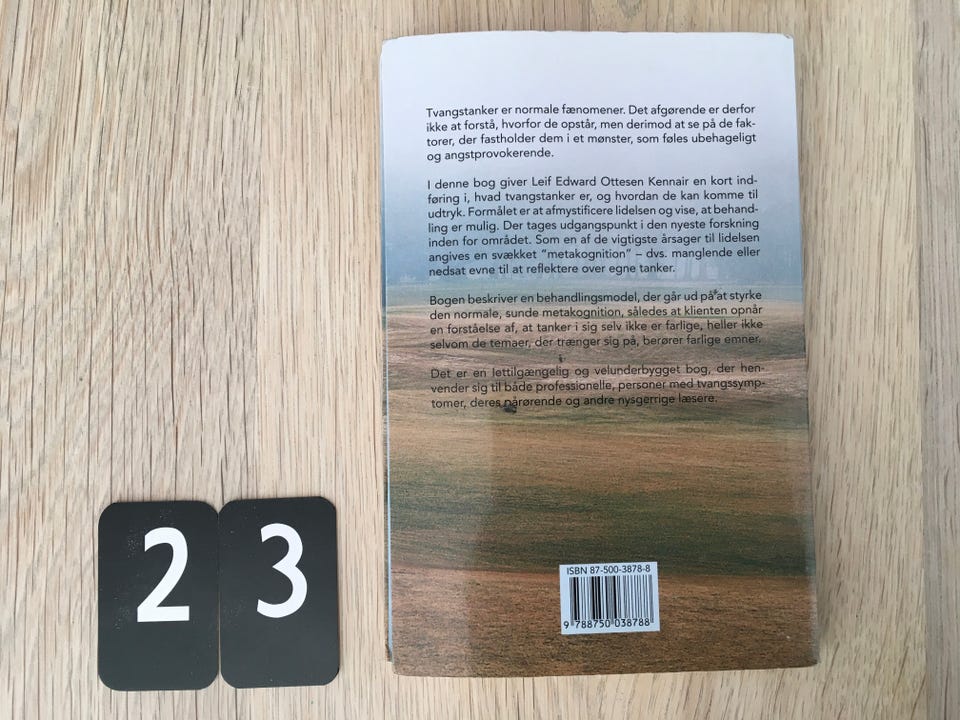 Tvangstanker er normale fænomener. Det afgørende er derfor
ikke at forstå, hvorfor de opstår, men derimod at se på de fak-
torer, der fastholder dem i et mønster, som føles ubehageligt
og angstprovokerende.
I denne bog giver Leif Edward Ottesen Kennair en kort ind-
føring i, hvad tvangstanker er, og hvordan de kan komme til
udtryk. Formålet er at afmystificere lidelsen og vise, at behand-
ling er mulig. Der tages udgangspunkt i den nyeste forskning
inden for området. Som en af de vigtigste årsager til lidelsen
angives en svækket "metakognition" – dvs. manglende eller
nedsat evne til at reflektere over egne tanker.
Bogen beskriver en behandlingsmodel, der går ud på at styrke
den normale, sunde metakognition, således at klienten opnår
en forståelse af, at tanker i sig selv ikke er farlige, heller ikke
selvom de temaer, der trænger sig på, berører farlige emner.
Det er en lettilgængelig og velunderbygget bog, der hen-
vender sig til både professionelle, personer med tvangssymp-
tomer, deres pårørende og andre nysgerrige læsere.
ISBN 87-500-3878-8
9 788750 038788
2 3